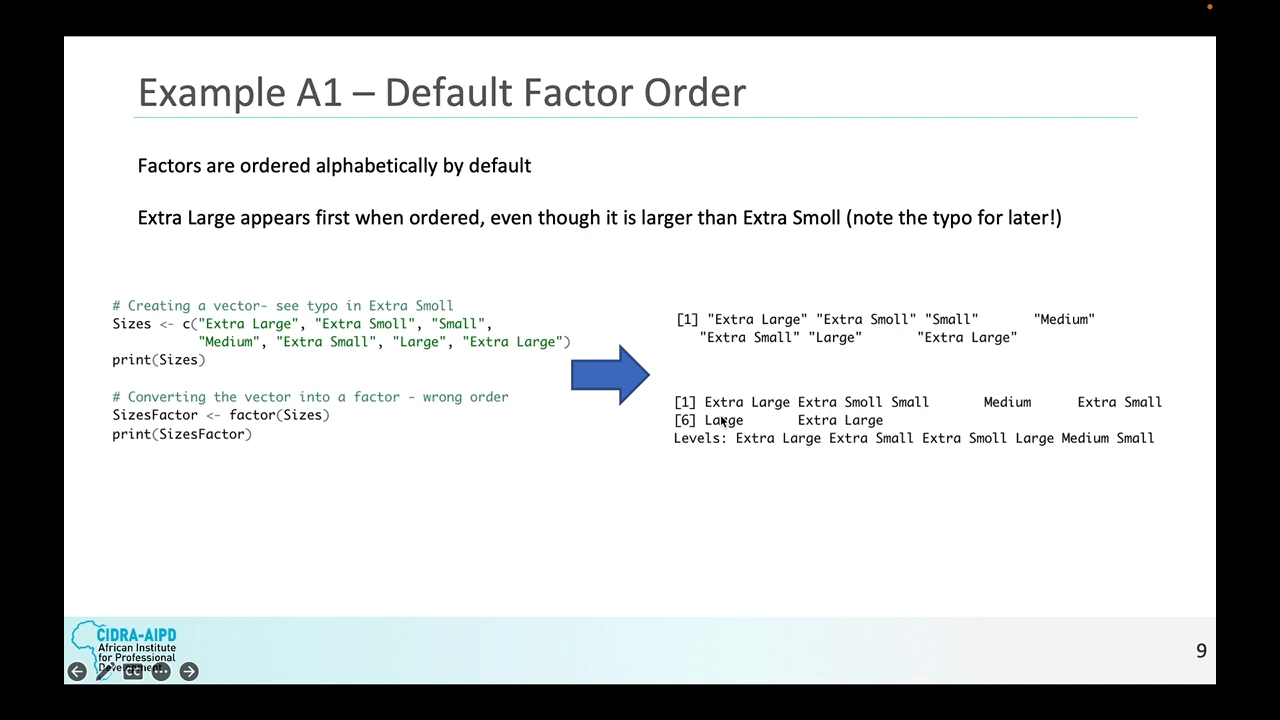 Example A1 – Default Factor Order
Factors are ordered alphabetically by default
Extra Large appears first when ordered, even though it is larger than Extra Smoll (note the typo for later!)
# Creating a vector- see typo in Extra Smoll
Sizes <- c("Extra Large", "Extra Smoll", "Small",
"Medium", "Extra Small", "Large", "Extra Large")
print(Sizes)
# Converting the vector into a factor - wrong order
SizesFactor <- factor(Sizes)
print(SizesFactor)
[1] "Extra Large" "Extra Smoll" "Small" "Medium"
"Extra Small" "Large" "Extra Large"
[1] Extra Large Extra Smoll Small Medium Extra Small
[6] Large Extra Large
Levels: Extra Large Extra Small Extra Smoll Large Medium Small
CIDRA-AIPD
African Institute
for Professional
Development
CC
9